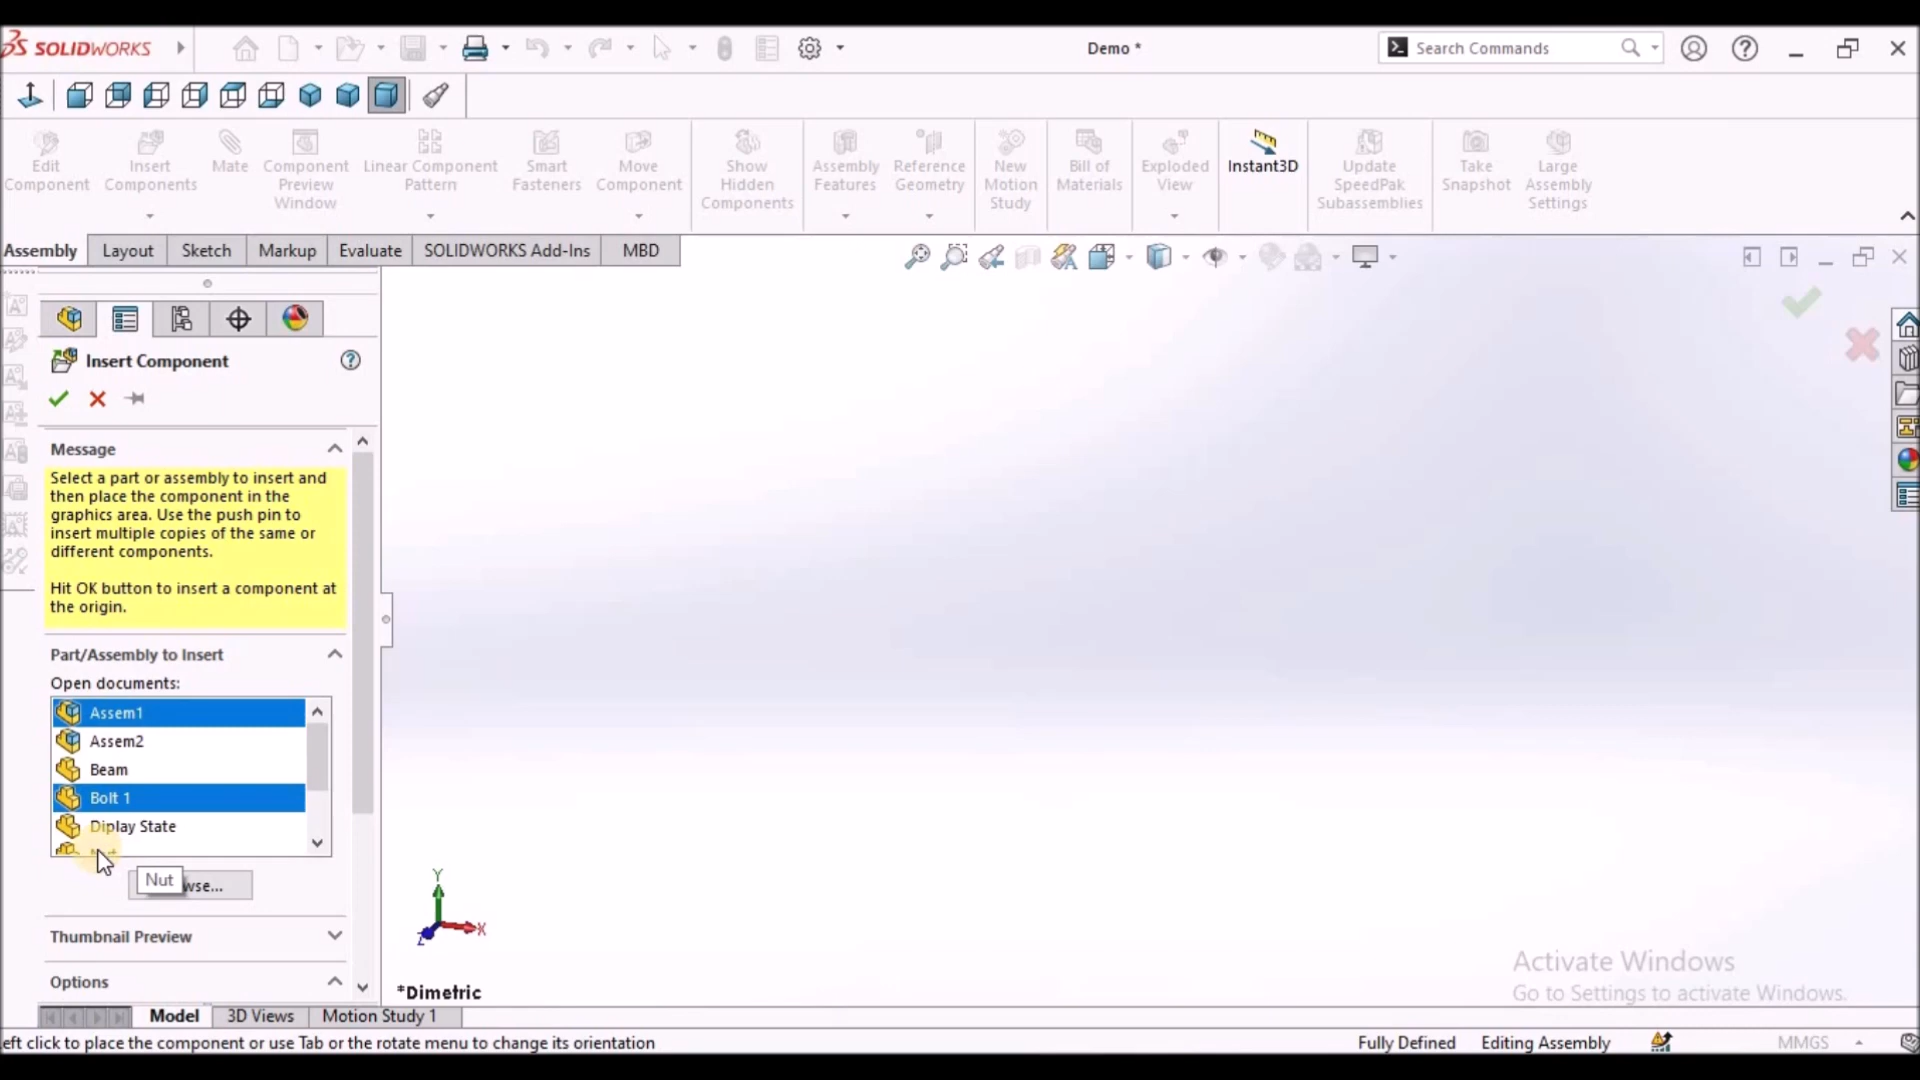 SOLIDWORKS
Demo *
Search Commands
Edit Component
Insert Components
Mate
Component Preview Window
Linear Component Pattern
Smart Fasteners
Move Component
Show Hidden Components
Assembly Features
Reference Geometry
New Motion Study
Bill of Materials
Exploded View
Instant3D
Update SpeedPak Subassemblies
Take Snapshot
Large Assembly Settings
Assembly
Layout
Sketch
Markup
Evaluate
SOLIDWORKS Add-Ins
MBD
Insert Component
Message
Select a part or assembly to insert and
then place the component in the
graphics area. Use the push pin to
insert multiple copies of the same or
different components.
Hit OK button to insert a component at
the origin.
Part/Assembly to Insert
Open documents:
Assem1
Assem2
Beam
Bolt 1
Diplay State
Nut
wse...
Thumbnail Preview
Options
Y
X
Z
*Dimetric
Activate Windows
Go to Settings to activate Windows.
Model
3D Views
Motion Study 1
eft click to place the component or use Tab or the rotate menu to change its orientation
Fully Defined
Editing Assembly
MMGS